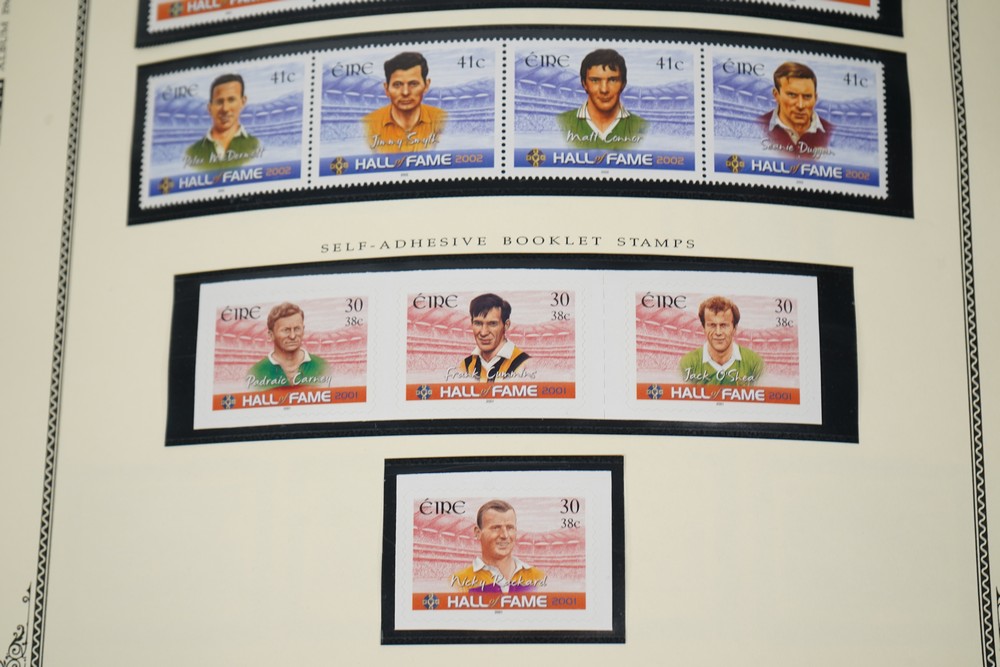 HALL
ÉIRE 41c
Peter McDermott
HALL of FAME 2002
ÉIRE 41c
Jimmy Smyth
HALL of FAME 2002
ÉIRE 41c
Matt Connor
HALL of FAME 2002
ÉIRE 41c
Seánie Duggan
HALL of FAME 2002
SELF-ADHESIVE BOOKLET STAMPS
ÉIRE 30
38c
Padraic Carney
HALL of FAME 2001
ÉIRE 30
38c
Frank Cummins
HALL of FAME 2001
ÉIRE 30
38c
Jack O'Shea
HALL of FAME 2001
ÉIRE 30
38c
Nicky Rackard
HALL of FAME 2001